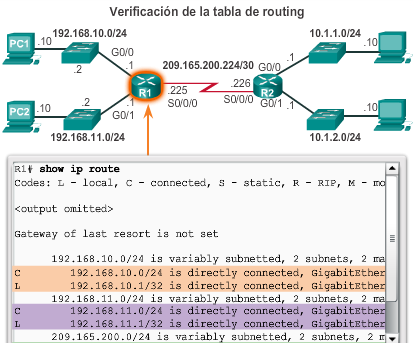 Verificación de la tabla de routing
PC1
.10
192.168.10.0/24
G0/0
.2
.1
R1
209.165.200.224/30
.225
S0/0/0
.226
S0/0/0
R2
G0/0
.1
10.1.1.0/24
.10
PC2
.10
.2
192.168.11.0/24
G0/1
.1
G0/1
.1
10.1.2.0/24
.10
R1# show ip route
Codes: L - local, C - connected, S - static, R - RIP, M - mo
<output omitted>
Gateway of last resort is not set
192.168.10.0/24 is variably subnetted, 2 subnets, 2 ma
C 192.168.10.0/24 is directly connected, GigabitEther
L 192.168.10.1/32 is directly connected, GigabitEther
192.168.11.0/24 is variably subnetted, 2 subnets, 2 ma
C 192.168.11.0/24 is directly connected, GigabitEther
L 192.168.11.1/32 is directly connected, GigabitEther
209.165.200.0/24 is variably subnetted, 2 subnets, 2 m